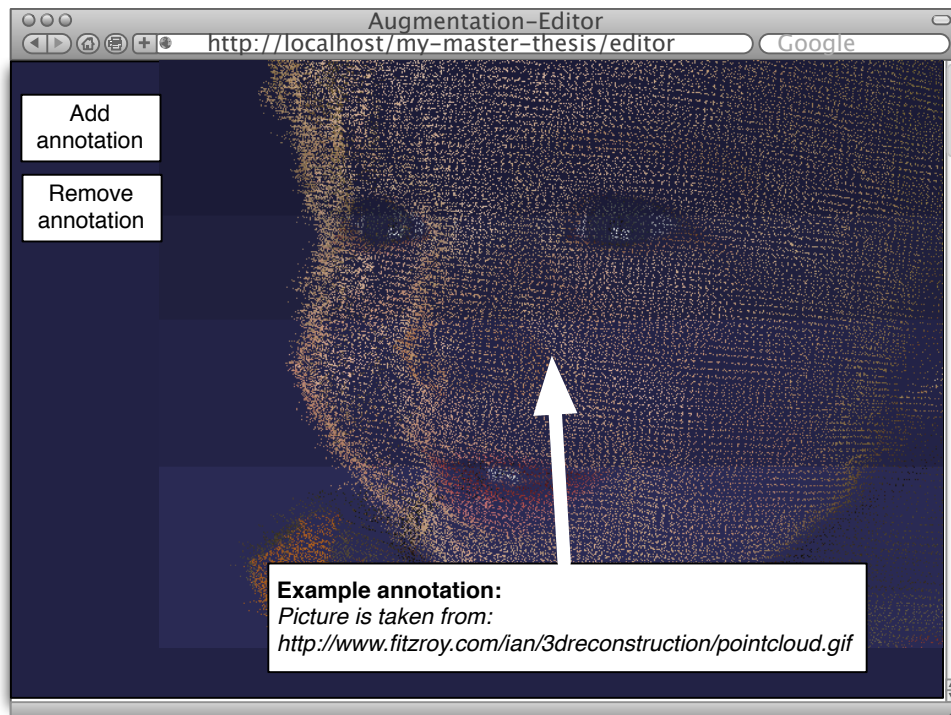 Augmentation-Editor
http://localhost/my-master-thesis/editor
Google
Add
annotation
Remove
annotation
Example annotation:
Picture is taken from:
http://www.fitzroy.com/ian/3dreconstruction/pointcloud.gif